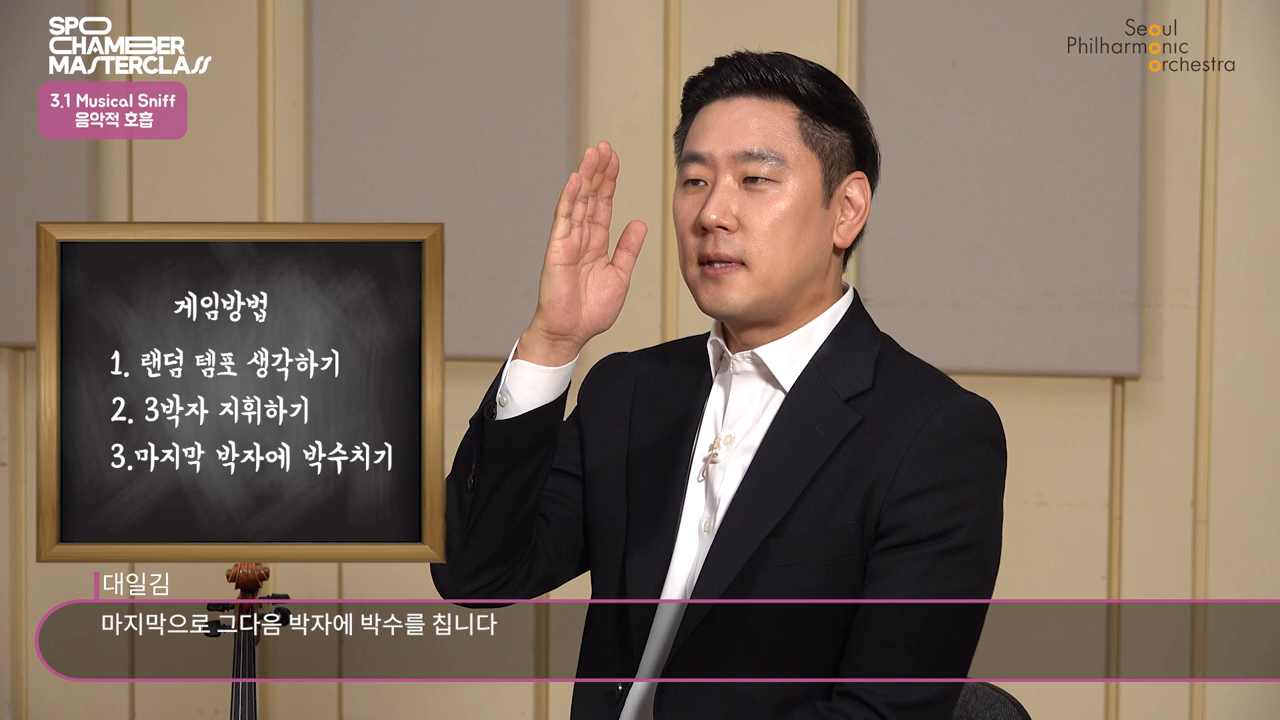 SPO
CHAMBER
MASTERCLASS
3.1 Musical Sniff
음악적 호흡
Seoul
Philharmonic
orchestra
게임방법
1. 랜덤 템포 생각하기
2. 3박자 지휘하기
3.마지막 박자에 박수치기
대일김
마지막으로 그다음 박자에 박수를 칩니다